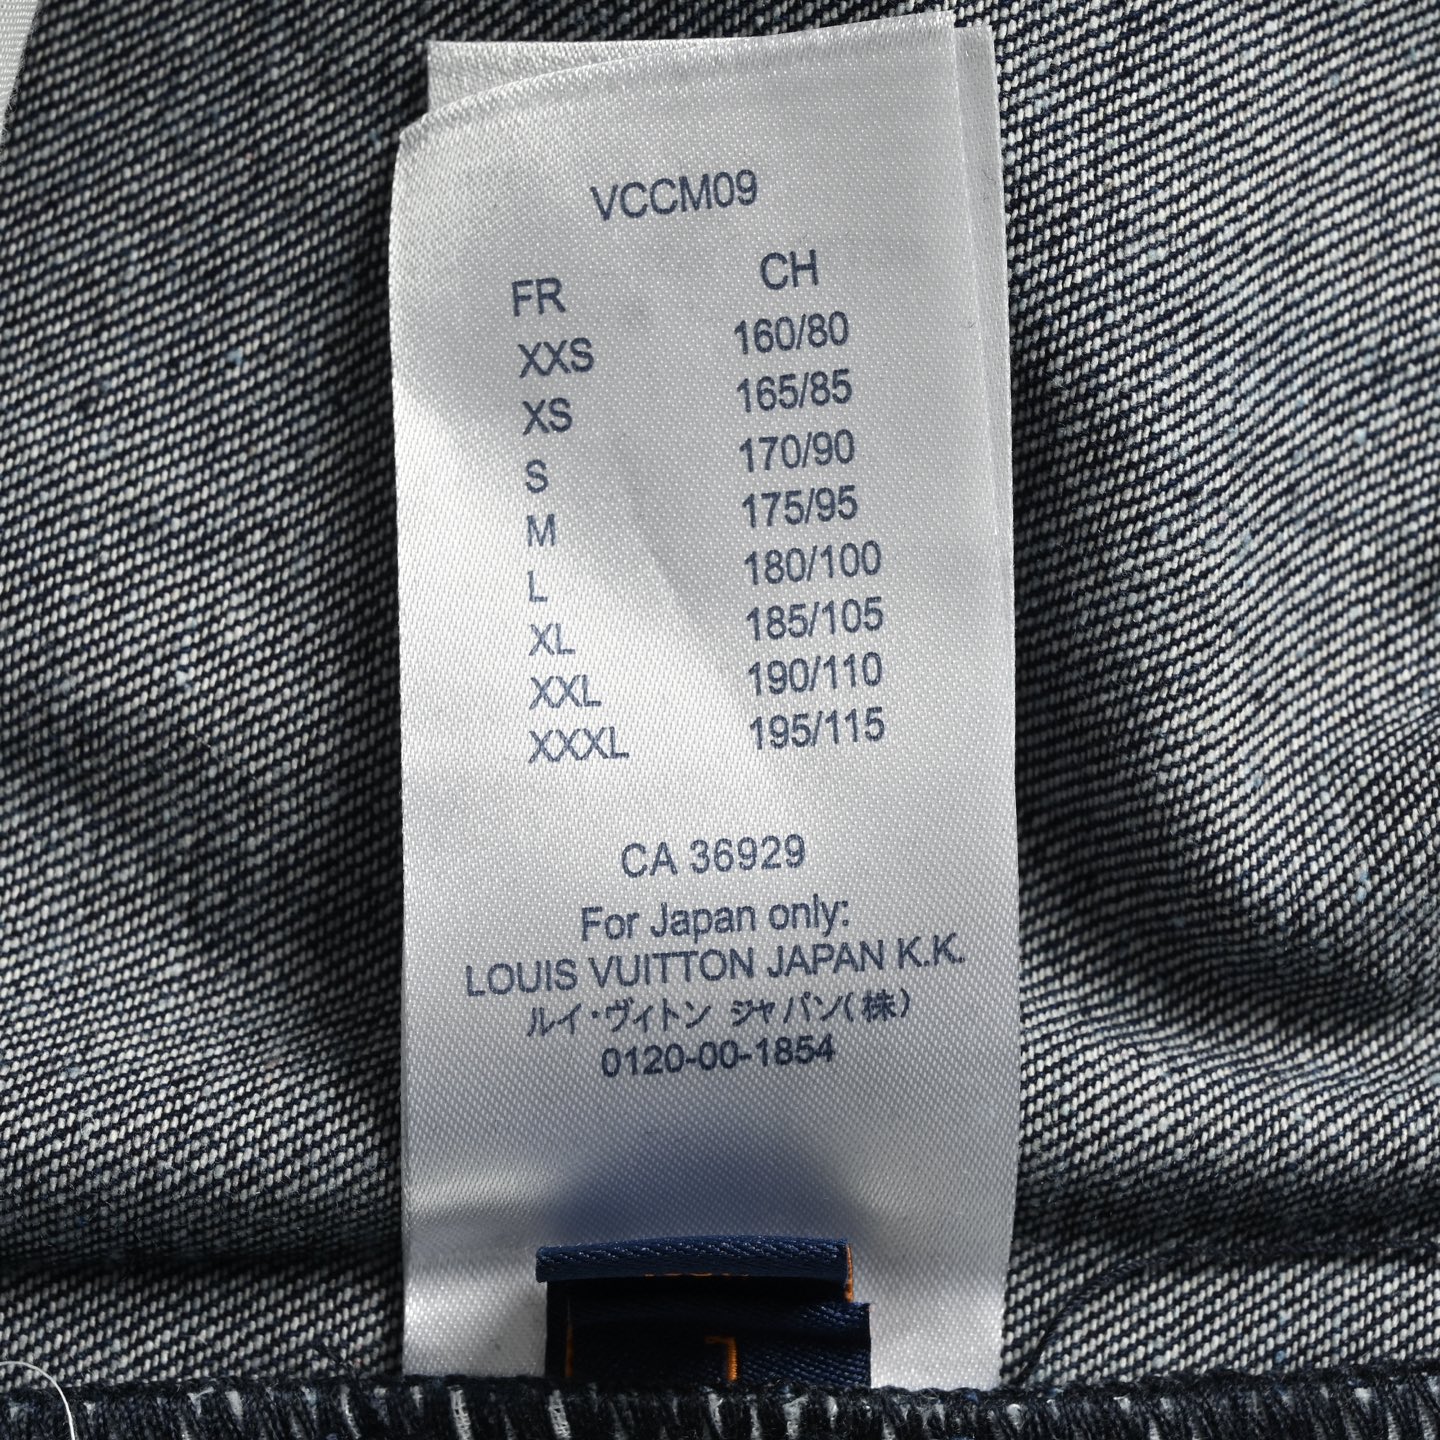 VCCM09
FR CH
XXS 160/80
XS 165/85
S 170/90
M 175/95
L 180/100
XL 185/105
XXL 190/110
XXXL 195/115
CA 36929
For Japan only:
LOUIS VUITTON JAPAN K.K.
ルイ・ヴィトン ジャパン(株)
0120-00-1854
L